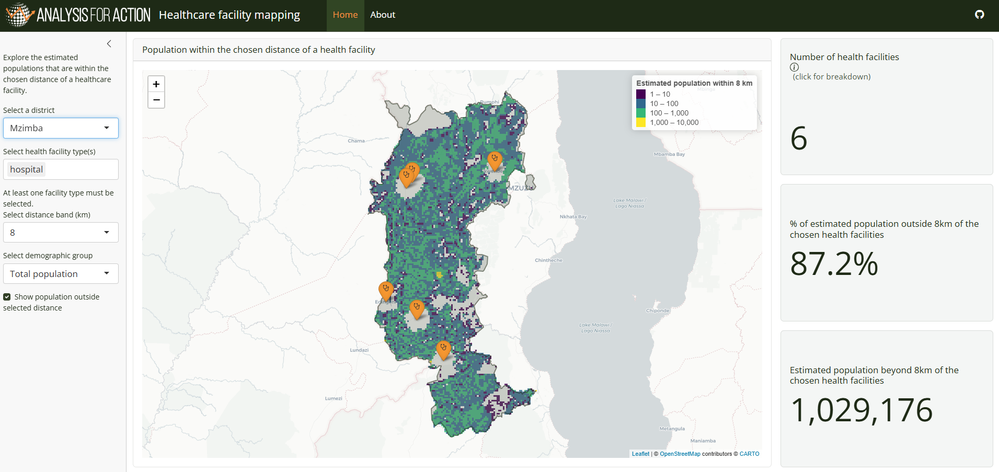 ANALYSIS FOR ACTION
Healthcare facility mapping
Home
About
Explore the estimated
populations that are within the
chosen distance of a healthcare
facility.
Select a district
Mzimba
Select health facility type(s)
hospital
At least one facility type must be
selected.
Select distance band (km)
8
Select demographic group
Total population
Show population outside
selected distance
Population within the chosen distance of a health facility
+
−
Estimated population within 8 km
1 – 10
10 – 100
100 – 1,000
1,000 – 10,000
Mbinga
Rumphi
Chama
Mbamba Bay
MZUZU
Lake Malawi /
Lago Niassa
Nkhata Bay
Chintheche
Chiponde
Lake Malawi /
Lago Niassa
Lundazi
Lumezi
Metangula
Maniamba
Leaflet | © OpenStreetMap contributors © CARTO
Number of health facilities
(click for breakdown)
6
% of estimated population outside 8km of the
chosen health facilities
87.2%
Estimated population beyond 8km of the
chosen health facilities
1,029,176